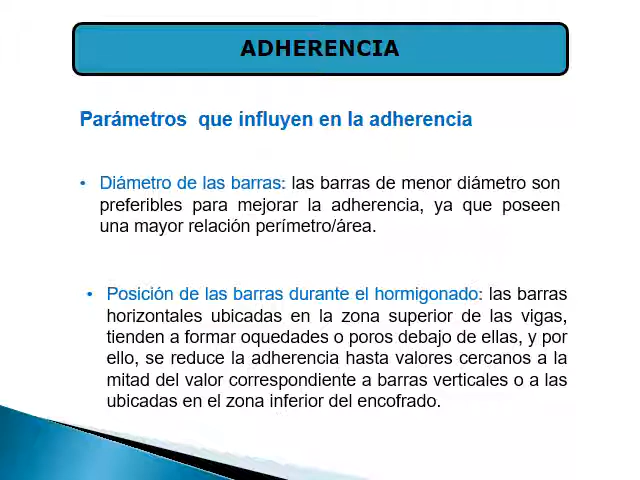 ADHERENCIA
Parámetros que influyen en la adherencia
• Diámetro de las barras: las barras de menor diámetro son
preferibles para mejorar la adherencia, ya que poseen
una mayor relación perímetro/área.
• Posición de las barras durante el hormigonado: las barras
horizontales ubicadas en la zona superior de las vigas,
tienden a formar oquedades o poros debajo de ellas, y por
ello, se reduce la adherencia hasta valores cercanos a la
mitad del valor correspondiente a barras verticales o a las
ubicadas en el zona inferior del encofrado.